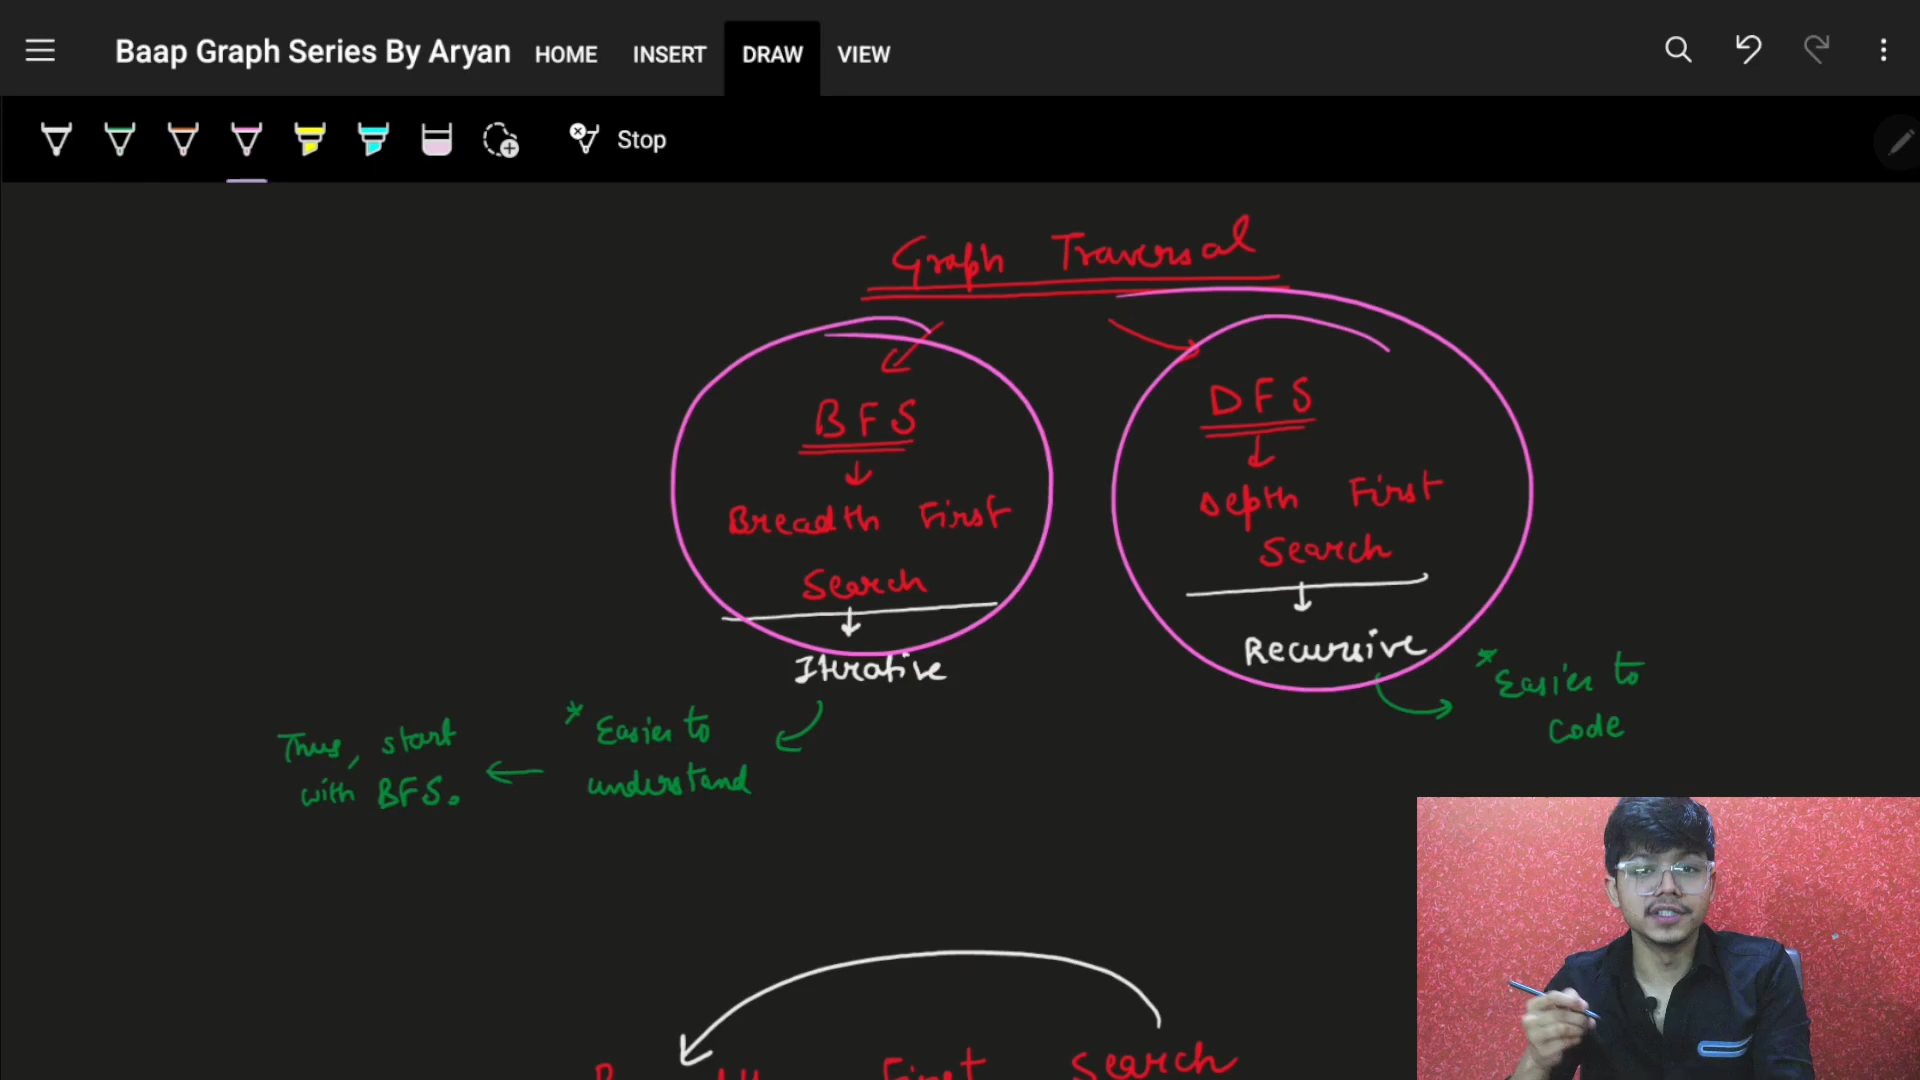 Baap Graph Series By Aryan HOME INSERT DRAW VIEW
Stop
Graph Traversal
BFS
Breadth First
Search
Iterative
DFS
Depth First
Search
Recursive
* Easier to
code
* Easier to
understand
Thus, start
with BFS.
First Search